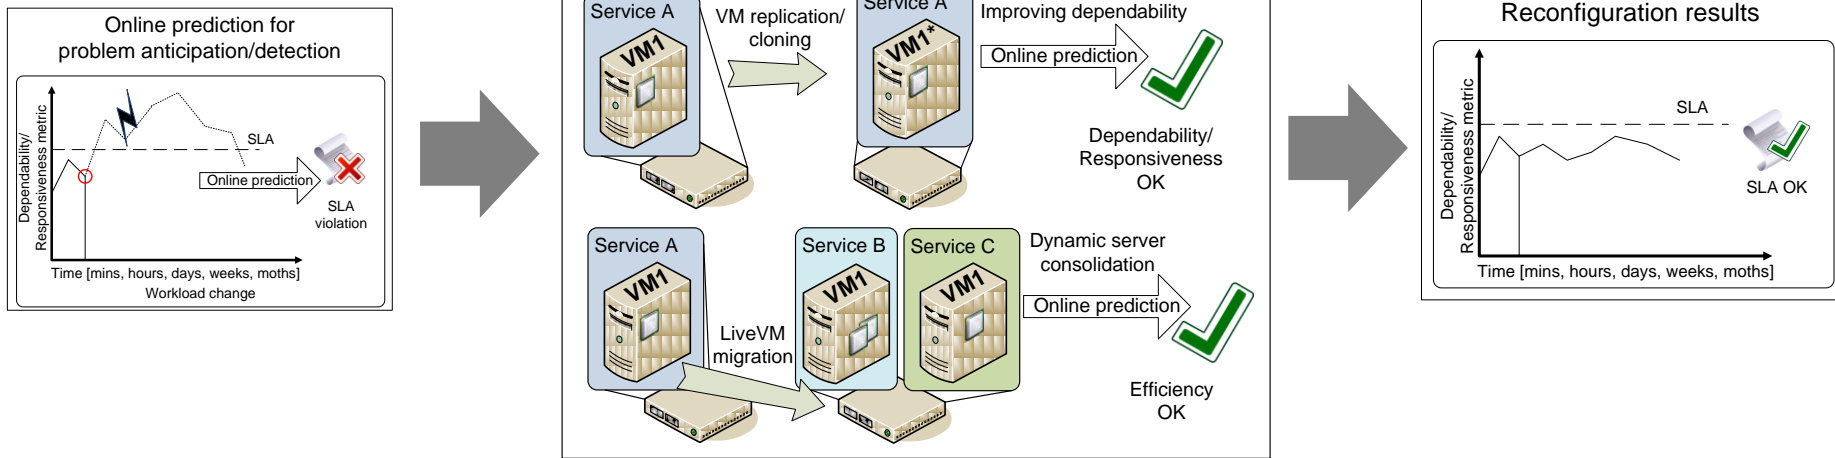 Online prediction for
problem anticipation/detection
Dependability/
Responsiveness metric
SLA
Online prediction
SLA
violation
Time [mins, hours, days, weeks, moths]
Workload change
Service A
VM1
VM replication/
cloning
Service A
VM1*
Improving dependability
Online prediction
Dependability/
Responsiveness
OK
Service A
VM1
LiveVM
migration
Service B
VM1
Service C
VM1
Dynamic server
consolidation
Online prediction
Efficiency
OK
Reconfiguration results
Dependability/
Responsiveness metric
SLA
SLA OK
Time [mins, hours, days, weeks, moths]